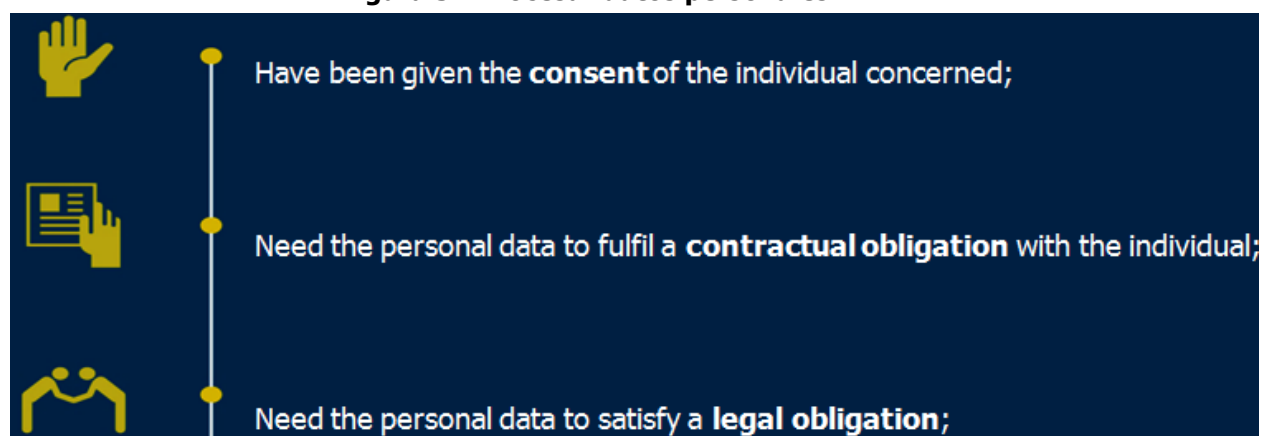 Have been given the consent of the individual concerned;
Need the personal data to fulfil a contractual obligation with the individual;
Need the personal data to satisfy a legal obligation;